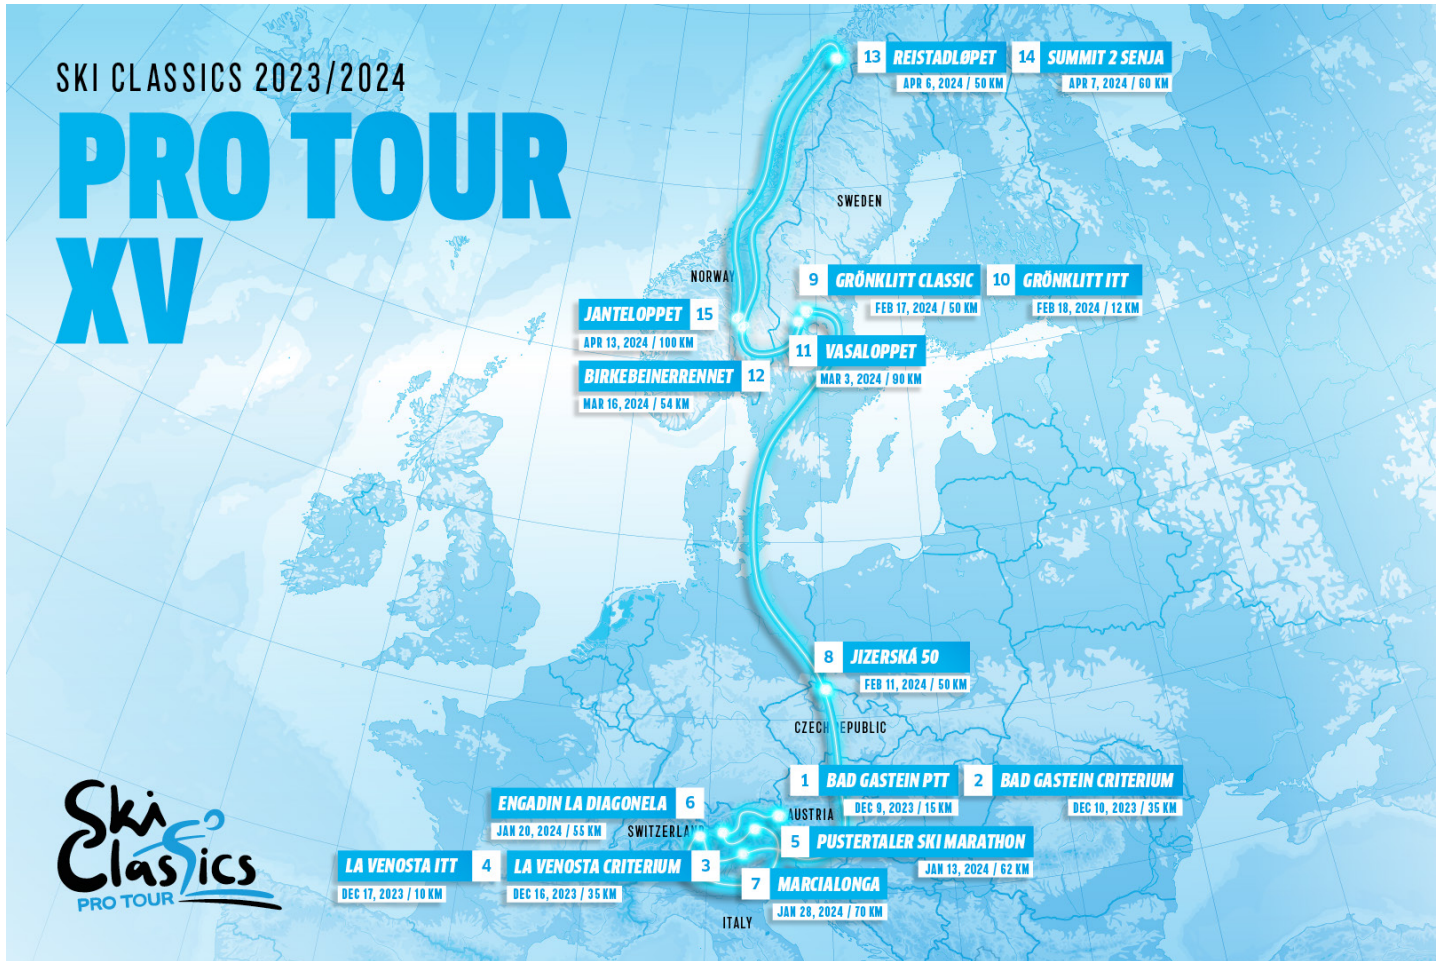 SKI CLASSICS 2023/2024
PRO TOUR
XV
13 REISTADLØPET
APR 6, 2024 / 50 KM
14 SUMMIT 2 SENJA
APR 7, 2024 / 60 KM
SWEDEN
NORWAY
9 GRÖNKLITT CLASSIC
FEB 17, 2024 / 50 KM
10 GRÖNKLITT ITT
FEB 18, 2024 / 12 KM
JANTELOPPET 15
APR 13, 2024 / 100 KM
11 VASALOPPET
MAR 3, 2024 / 90 KM
BIRKEBEINERRENNET 12
MAR 16, 2024 / 54 KM
8 JIZERSKÁ 50
FEB 11, 2024 / 50 KM
CZECH REPUBLIC
1 BAD GASTEIN PTT
DEC 9, 2023 / 15 KM
2 BAD GASTEIN CRITERIUM
DEC 10, 2023 / 35 KM
ENGADIN LA DIAGONELA 6
JAN 20, 2024 / 55 KM
AUSTRIA
SWITZERLAND
5 PUSTERTALER SKI MARATHON
JAN 13, 2024 / 62 KM
LA VENOSTA ITT 4
DEC 17, 2023 / 10 KM
LA VENOSTA CRITERIUM 3
DEC 16, 2023 / 35 KM
7 MARCIALONGA
JAN 28, 2024 / 70 KM
ITALY
Ski
Classics
PRO TOUR